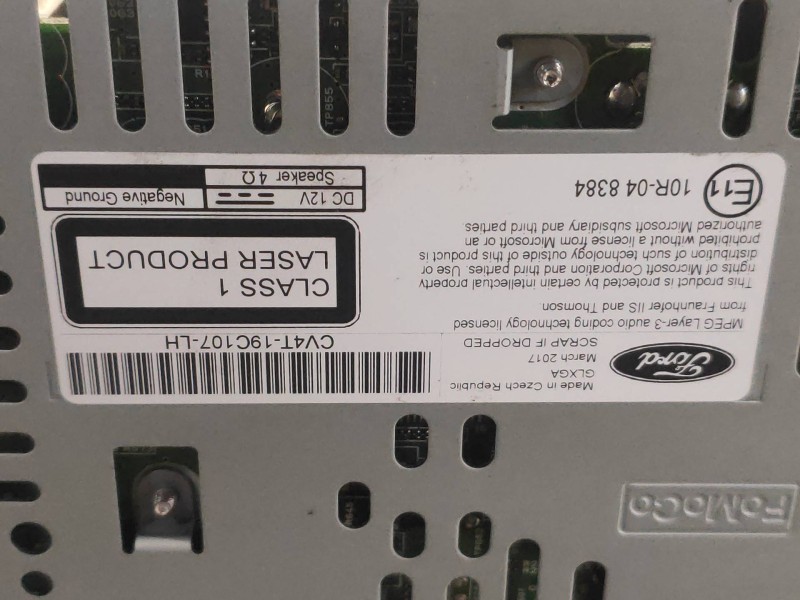 FoMoCo
Made in Czech Republic
GLXGA
March 2017
SCRAP IF DROPPED
Ford
CV4T-19C107-LH
MPEG Layer-3 audio coding technology licensed
from Fraunhofer IIS and Thomson
This product is protected by certain intellectual property
rights of Microsoft Corporation and third parties. Use or
distribution of such technology outside of this product is
prohibited without a license from Microsoft or an
authorized Microsoft subsidiary and third parties.
CLASS 1
LASER PRODUCT
E11
10R-04 8384
DC 12V
Negative Ground
Speaker 4 Ω
TP855